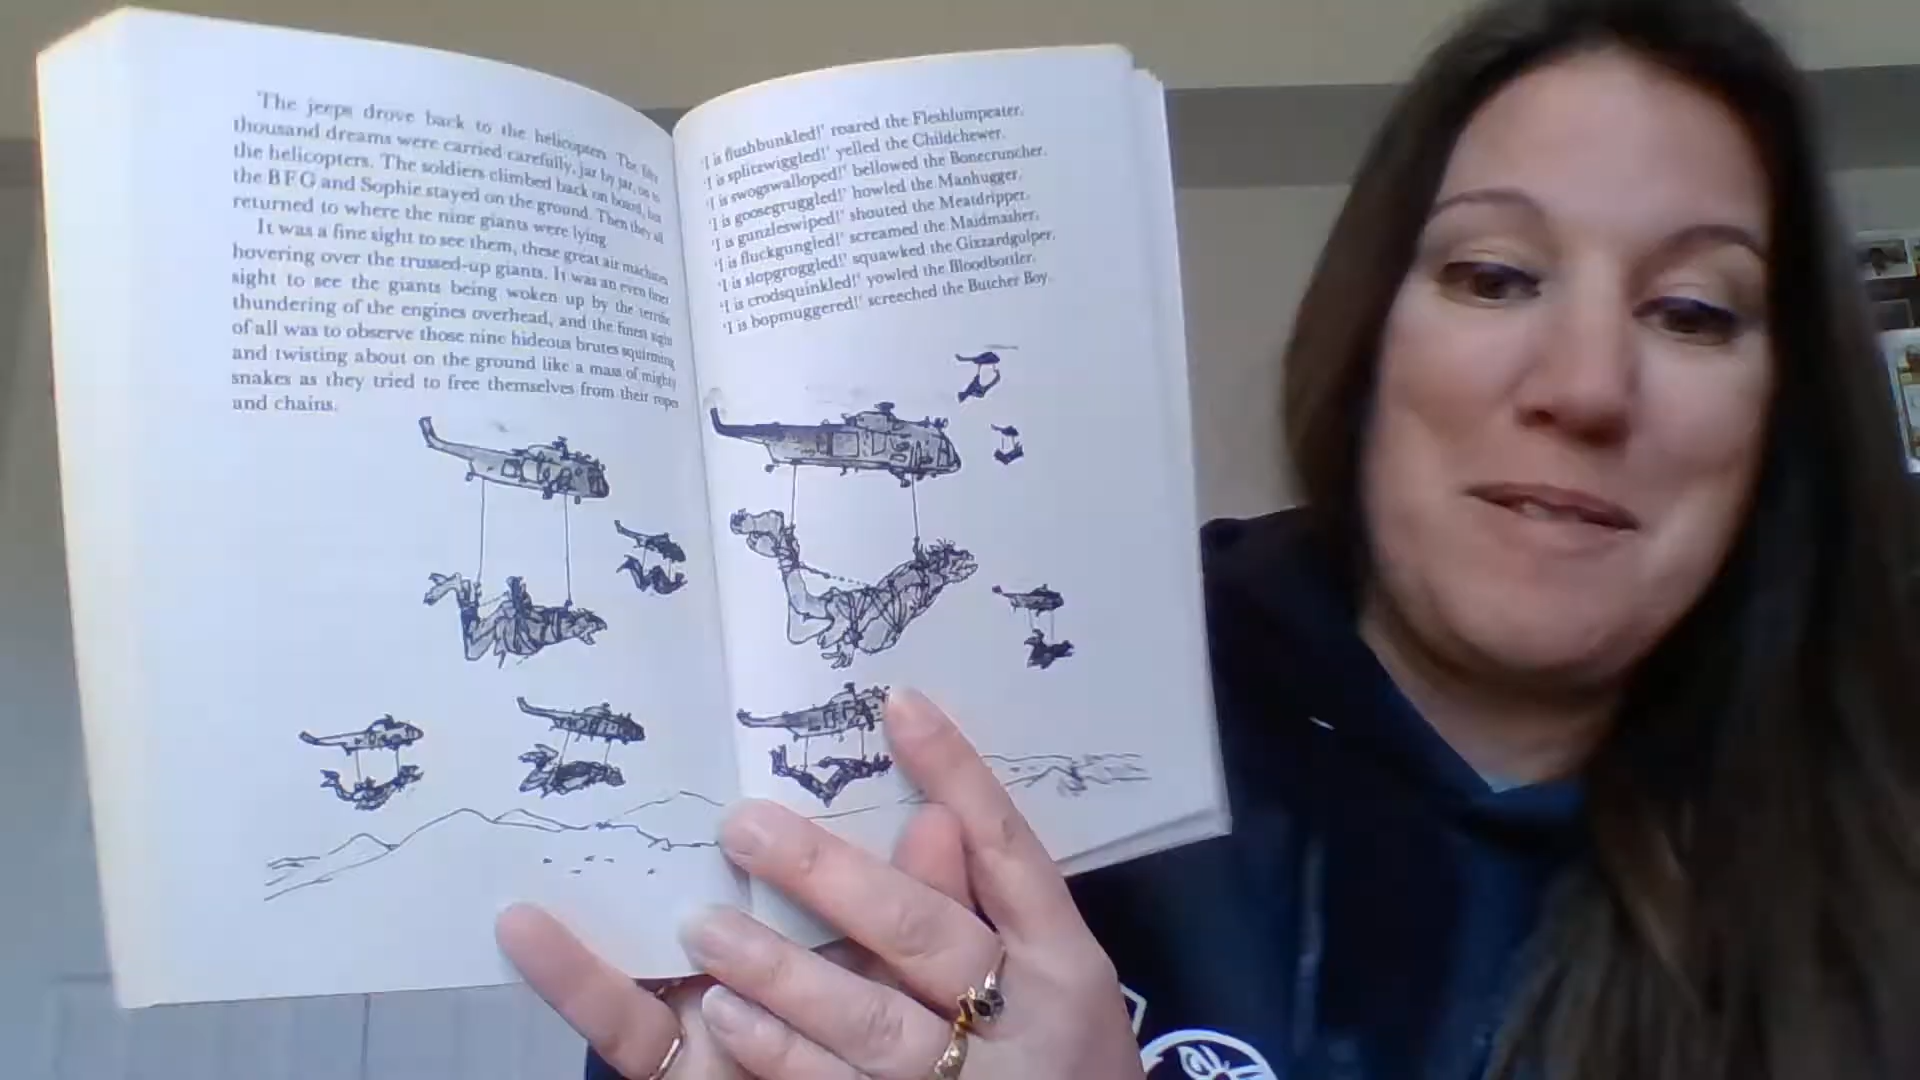 The jeeps drove back to the helicopters. The fifty
thousand dreams were carried carefully, jar by jar, on to
the helicopters. The soldiers climbed back on board, but
the BFG and Sophie stayed on the ground. Then they all
returned to where the nine giants were lying.
It was a fine sight to see them, these great air machines
hovering over the trussed-up giants. It was an even finer
sight to see the giants being woken up by the terrific
thundering of the engines overhead, and the finest sight
of all was to observe those nine hideous brutes squirming
and twisting about on the ground like a mass of mighty
snakes as they tried to free themselves from their ropes
and chains.
'I is flushbunkled!' roared the Fleshlumpeater.
'I is splitzwiggled!' yelled the Childchewer.
'I is swogswalloped!' bellowed the Bonecruncher.
'I is goosegruggled!' howled the Manhugger.
'I is gunzleswiped!' shouted the Meatdripper.
'I is fluckgungled!' screamed the Maidmasher.
'I is slopgroggled!' squawked the Gizzardgulper.
'I is crodsquinkled!' yowled the Bloodbottler.
'I is bopmuggered!' screeched the Butcher Boy.